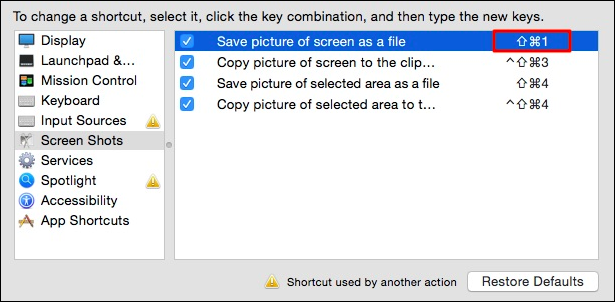 To change a shortcut, select it, click the key combination, and then type the new keys.
Display
Launchpad &...
Mission Control
Keyboard
Input Sources
Screen Shots
Services
Spotlight
Accessibility
App Shortcuts
Save picture of screen as a file ⇧⌘1
Copy picture of screen to the clip... ^⇧⌘3
Save picture of selected area as a file ⇧⌘4
Copy picture of selected area to t... ^⇧⌘4
Shortcut used by another action
Restore Defaults